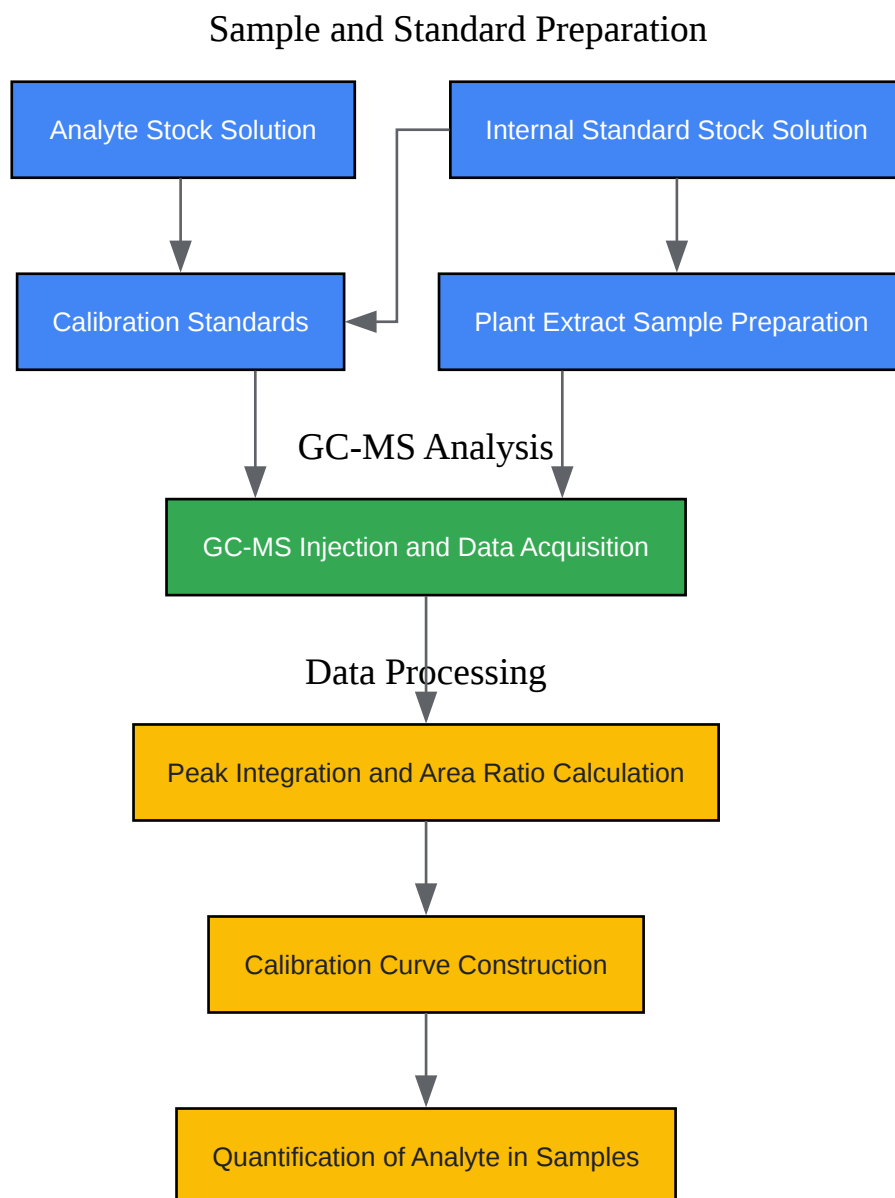 Sample and Standard Preparation
Analyte Stock Solution
Internal Standard Stock Solution
Calibration Standards
Plant Extract Sample Preparation
GC-MS Analysis
GC-MS Injection and Data Acquisition
Data Processing
Peak Integration and Area Ratio Calculation
Calibration Curve Construction
Quantification of Analyte in Samples